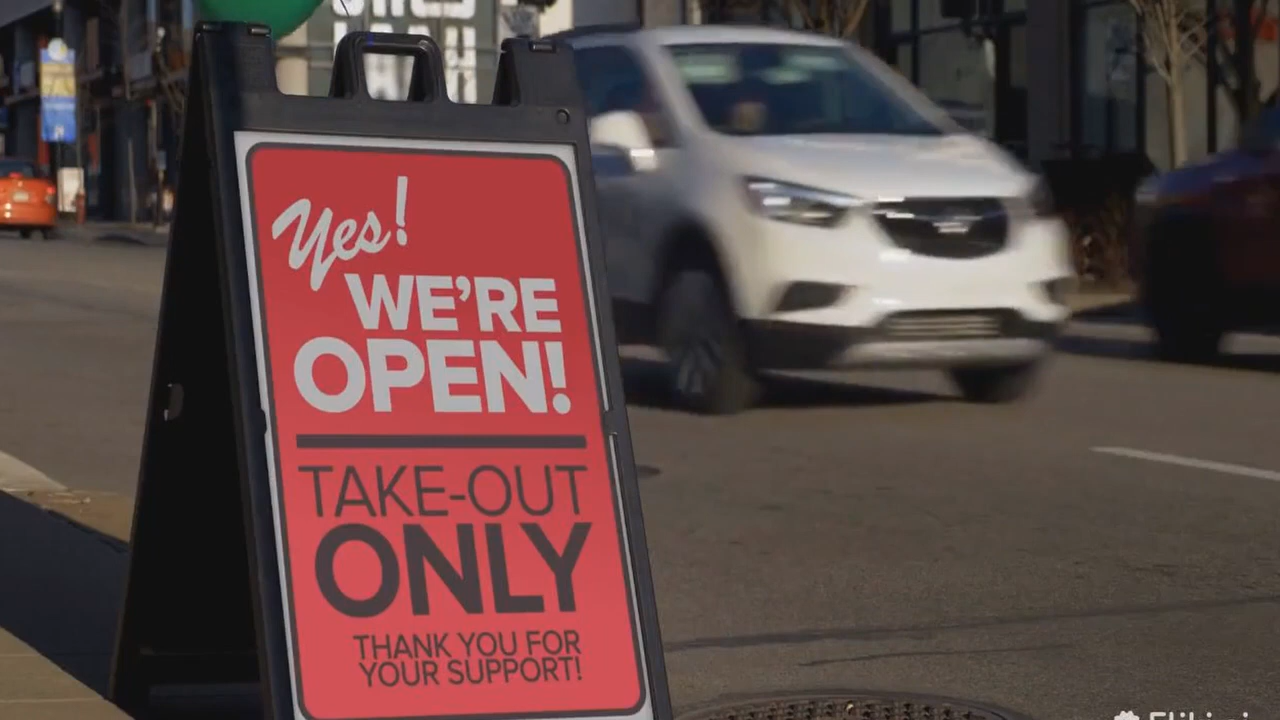 Yes!
WE'RE
OPEN!
TAKE-OUT
ONLY
THANK YOU FOR
YOUR SUPPORT!